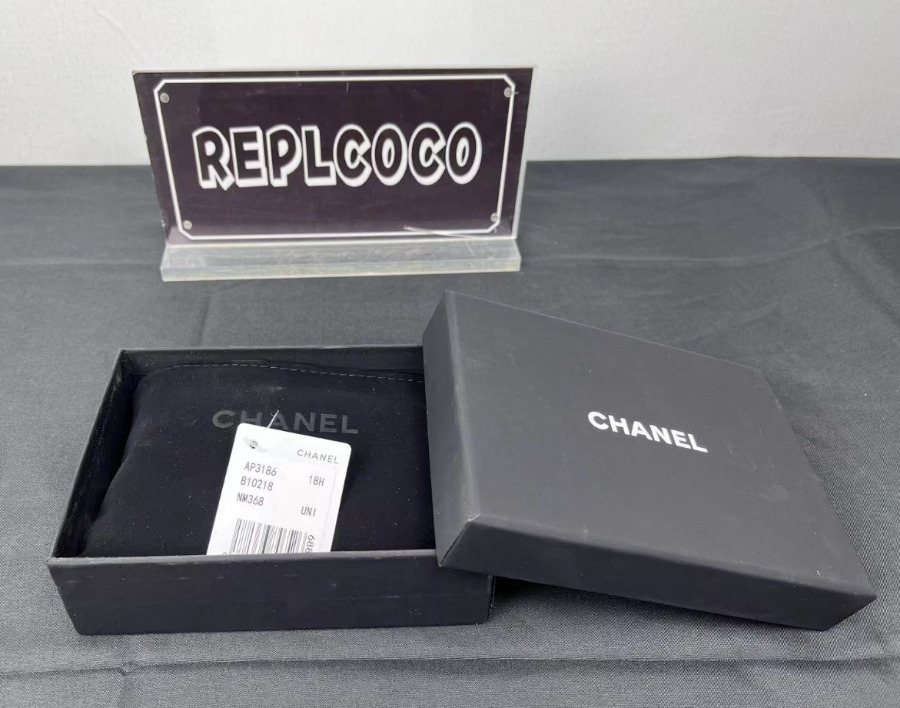 REPLCOCO
CHANEL
CHANEL
CHANEL
AP3186 18H
B10218
NM368 UNI